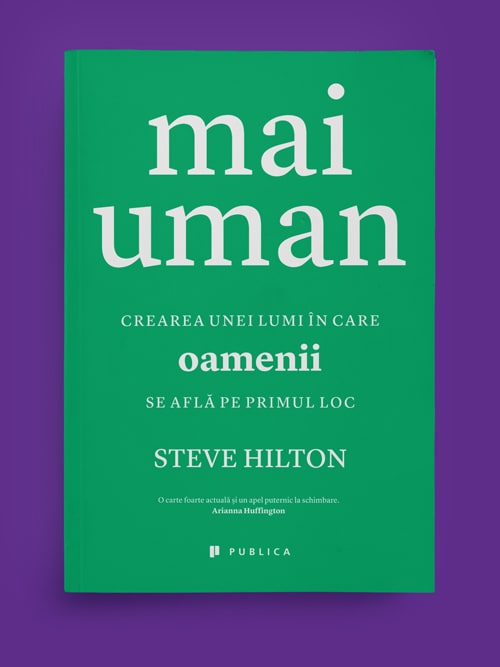 mai
uman
CREAREA UNEI LUMI ÎN CARE
oamenii
SE AFLĂ PE PRIMUL LOC
STEVE HILTON
O carte foarte actuală și un apel puternic la schimbare.
Arianna Huffington
PUBLICA